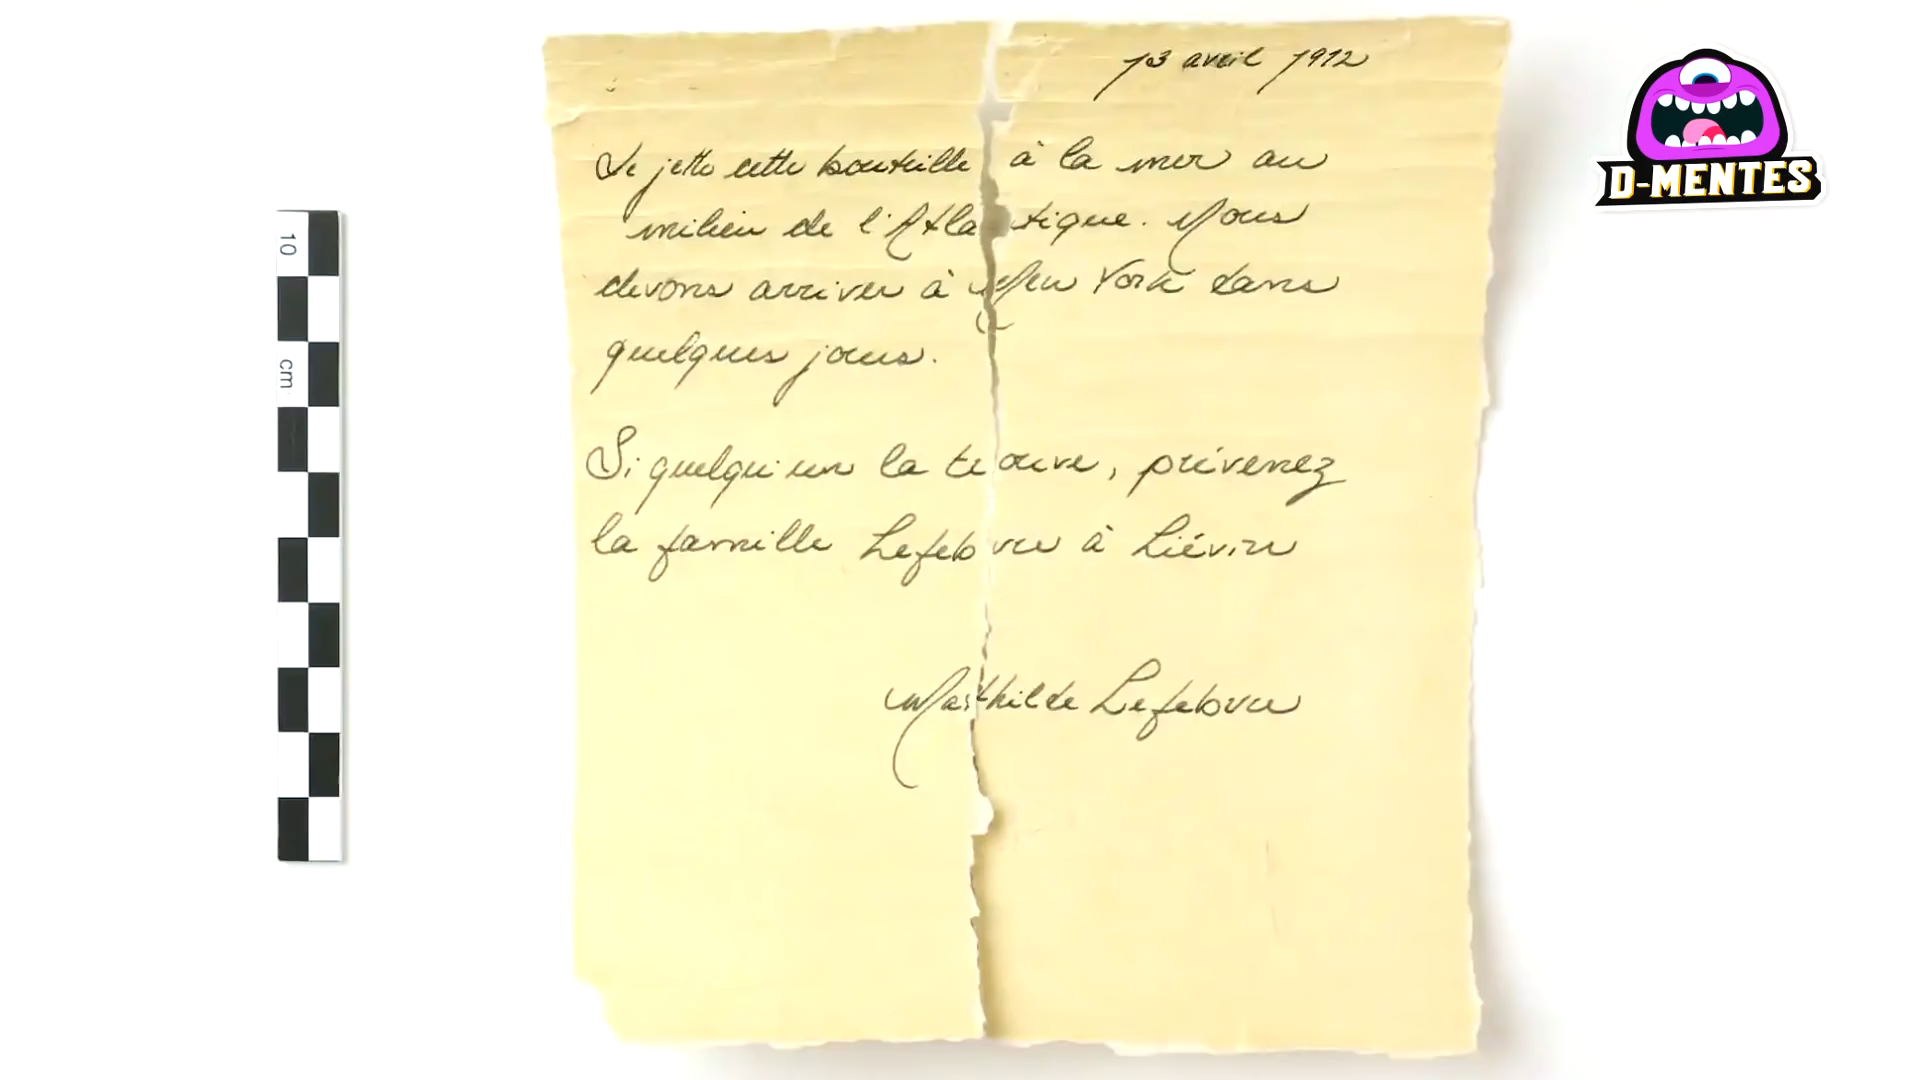 13 avril 1912
Je jette cette bouteille à la mer au
milieu de l'Atlantique. Nous
devons arriver à New York dans
quelques jours.
Si quelqu'un la trouve, prévenez
la famille Lefebvre à Liévin
Mathilde Lefebvre
10
cm
D-MENTES